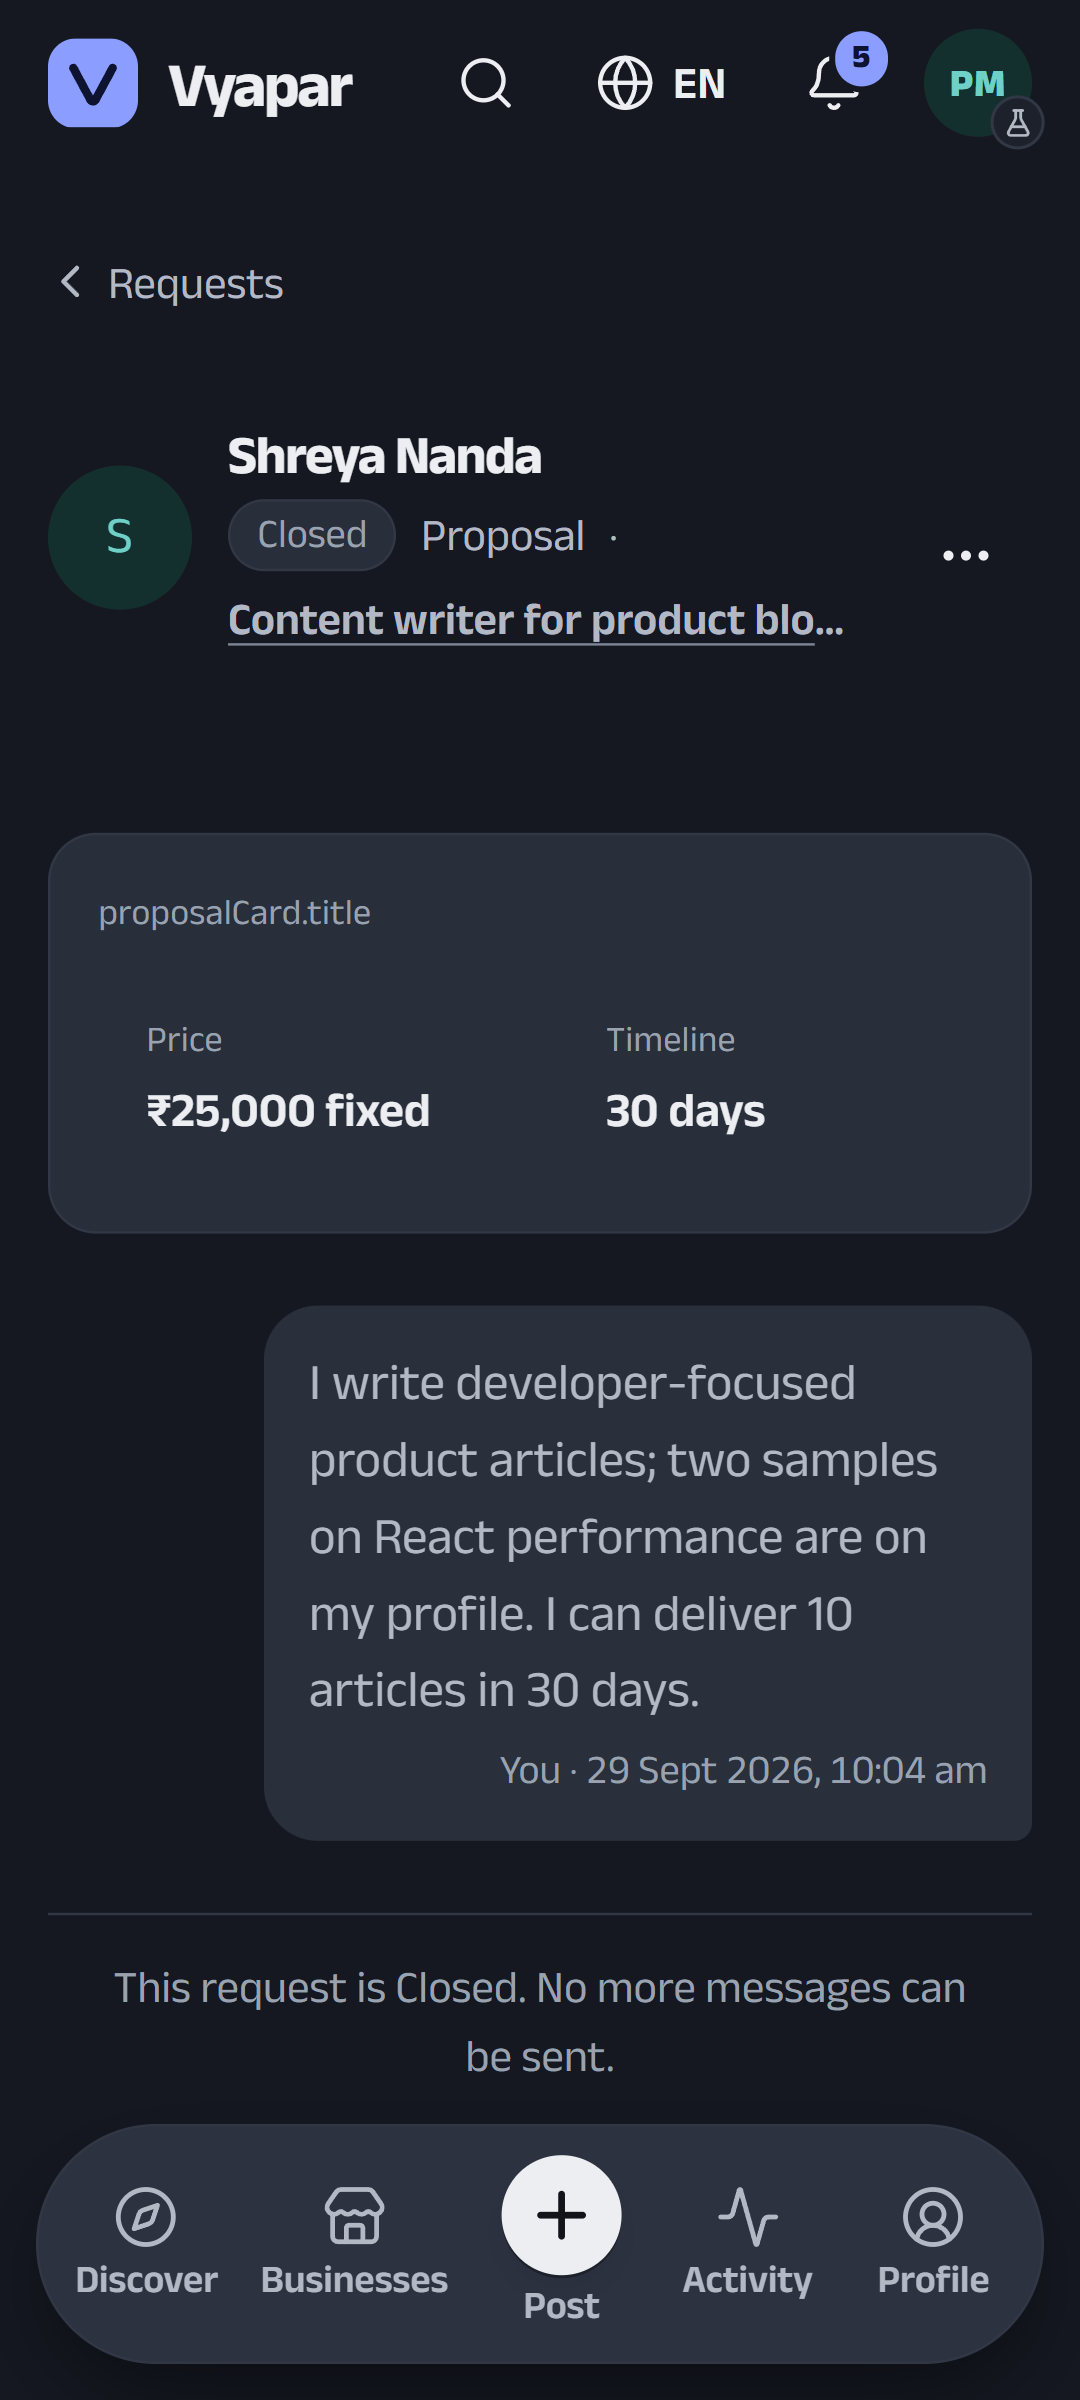 Vyapar
EN
5
PM
Requests
Shreya Nanda
S
Closed
Proposal ·
Content writer for product blo...
proposalCard.title
Price
Timeline
₹25,000 fixed
30 days
I write developer-focused
product articles; two samples
on React performance are on
my profile. I can deliver 10
articles in 30 days.
You · 29 Sept 2026, 10:04 am
This request is Closed. No more messages can
be sent.
Discover
Businesses
Post
Activity
Profile